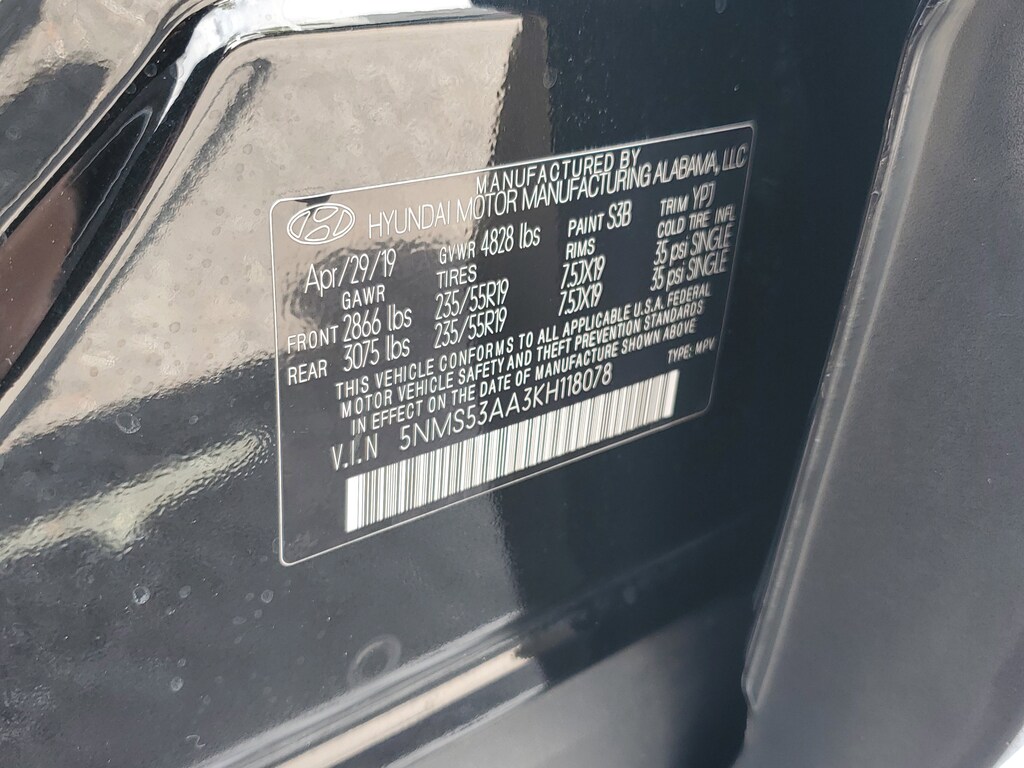 MANUFACTURED BY
HYUNDAI MOTOR MANUFACTURING ALABAMA, LLC
Apr/29/19 GVWR 4828 lbs PAINT S3B TRIM YPJ
GAWR TIRES RIMS COLD TIRE INFL
FRONT 2866 lbs 235/55R19 7.5JX19 35 psi SINGLE
REAR 3075 lbs 235/55R19 7.5JX19 35 psi SINGLE
THIS VEHICLE CONFORMS TO ALL APPLICABLE U.S.A. FEDERAL
MOTOR VEHICLE SAFETY AND THEFT PREVENTION STANDARDS
IN EFFECT ON THE DATE OF MANUFACTURE SHOWN ABOVE
V.I.N 5NMS53AA3KH118078 TYPE: MPV